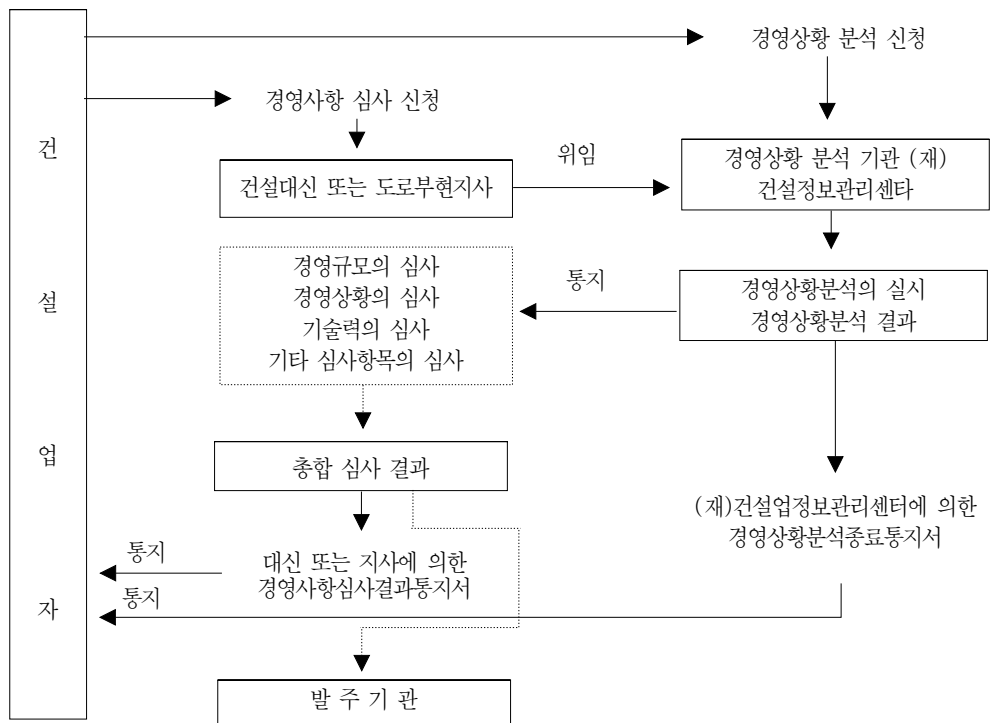 건
설
업
자
경영상황 분석 신청
경영사항 심사 신청
위임
건설대신 또는 도로부현지사
경영상황 분석 기관 (재)
건설정보관리센타
경영규모의 심사
경영상황의 심사
기술력의 심사
기타 심사항목의 심사
통지
경영상황분석의 실시
경영상황분석 결과
총합 심사 결과
(재)건설업정보관리센터에 의한
경영상황분석종료통지서
통지
대신 또는 지사에 의한
경영사항심사결과통지서
통지
발 주 기 관